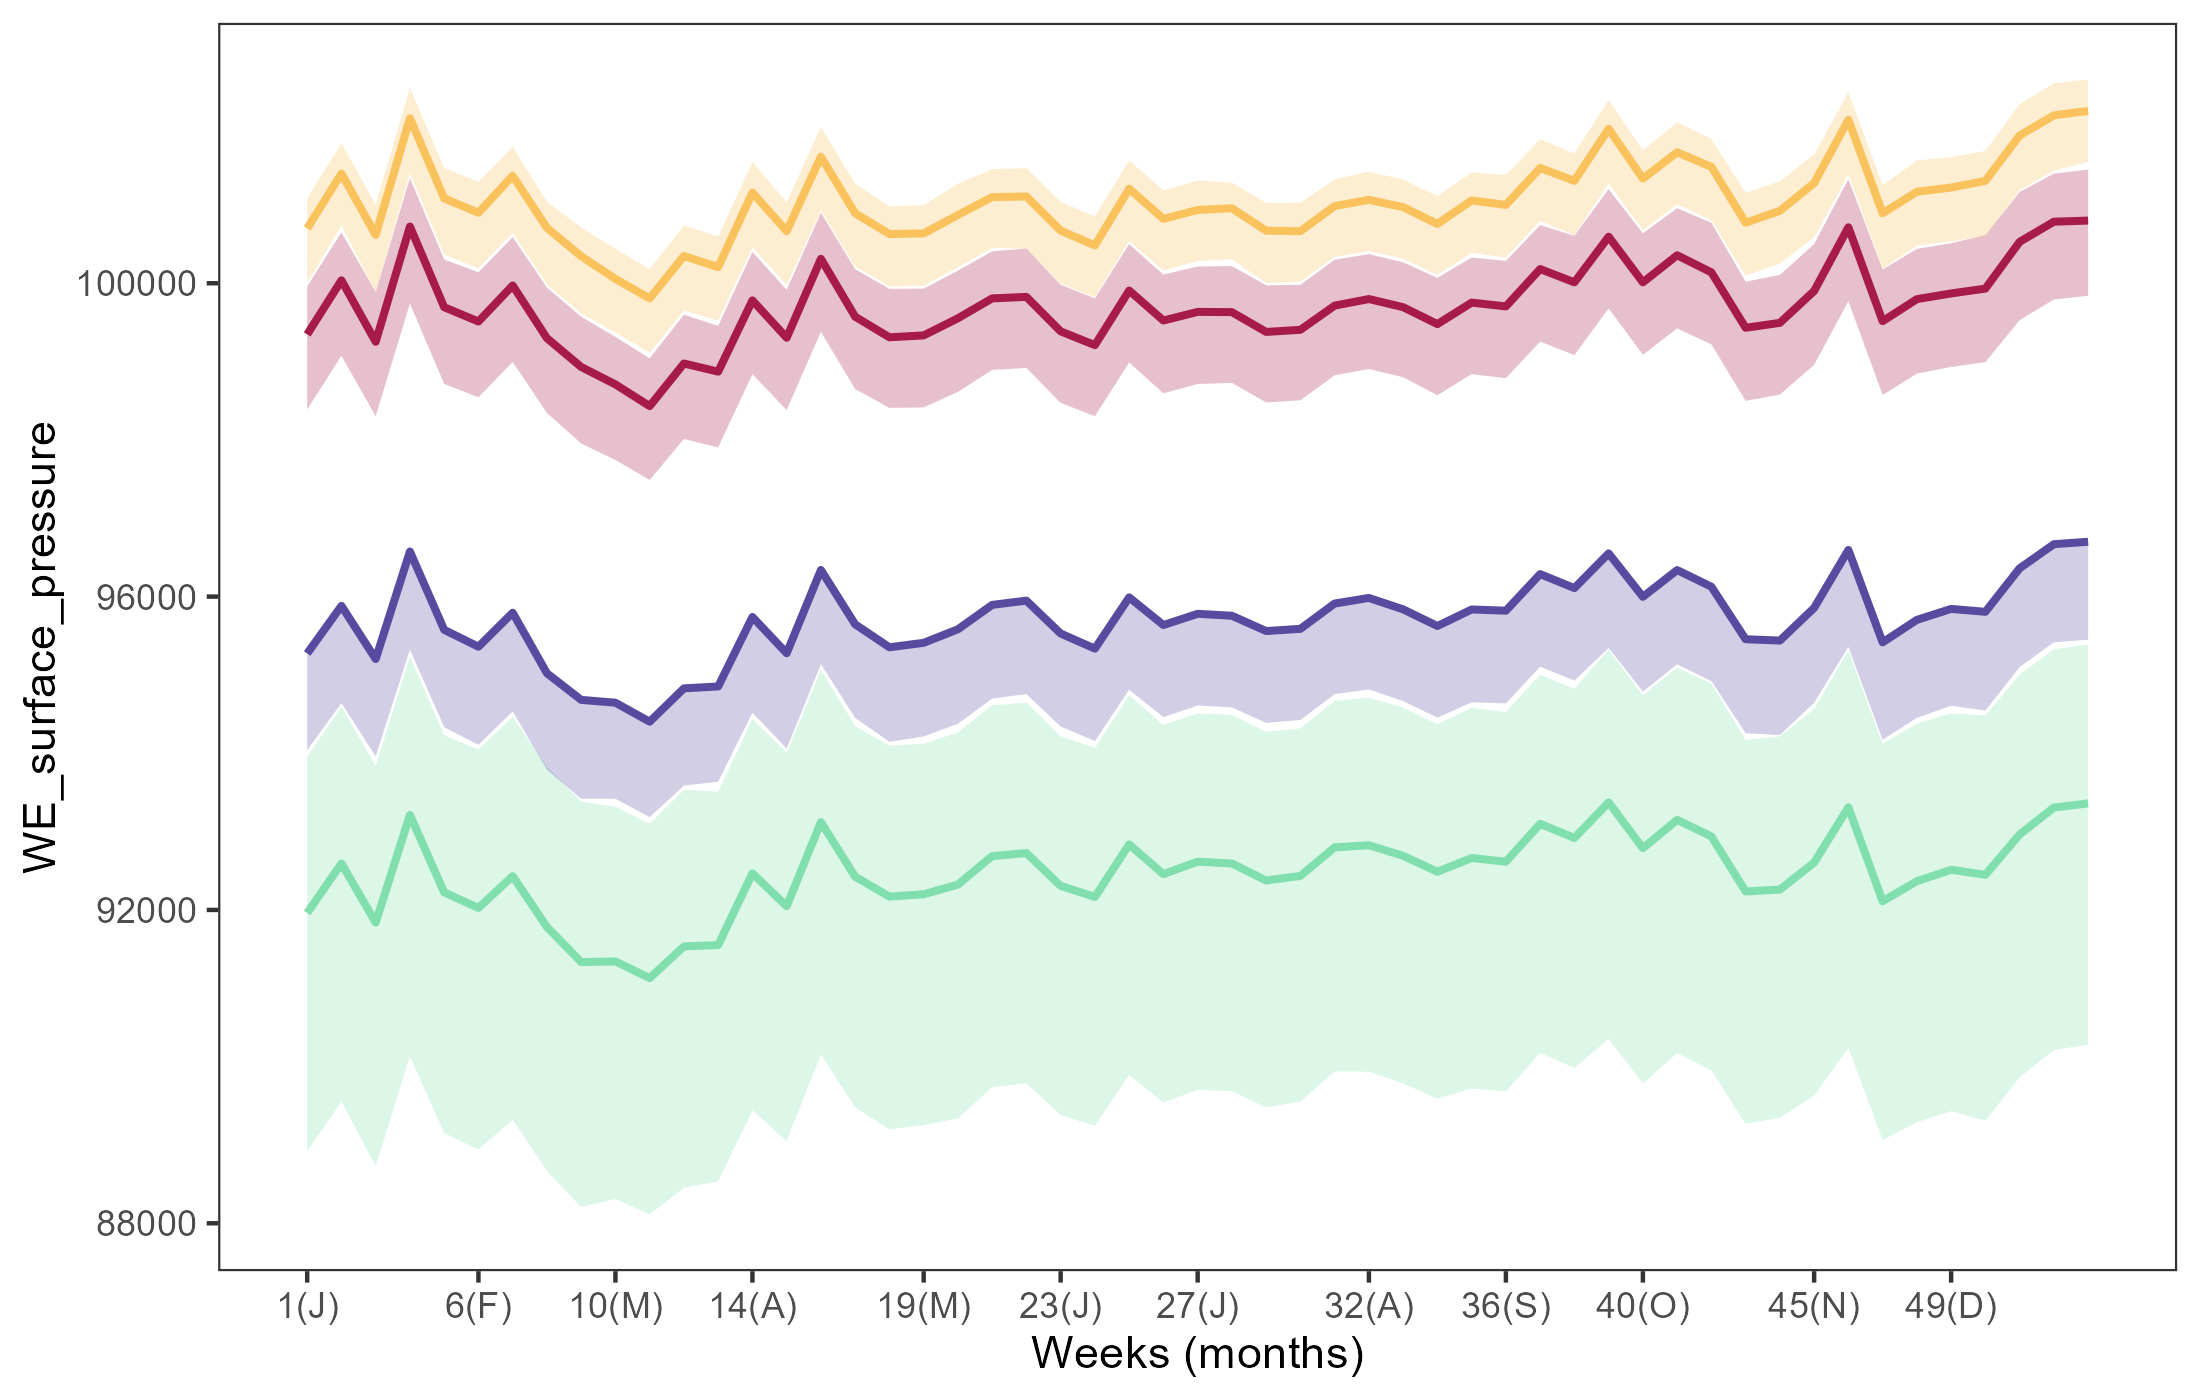 WE_surface_pressure
100000
96000
92000
88000
1(J) 6(F) 10(M) 14(A) 19(M) 23(J) 27(J) 32(A) 36(S) 40(O) 45(N) 49(D)
Weeks (months)